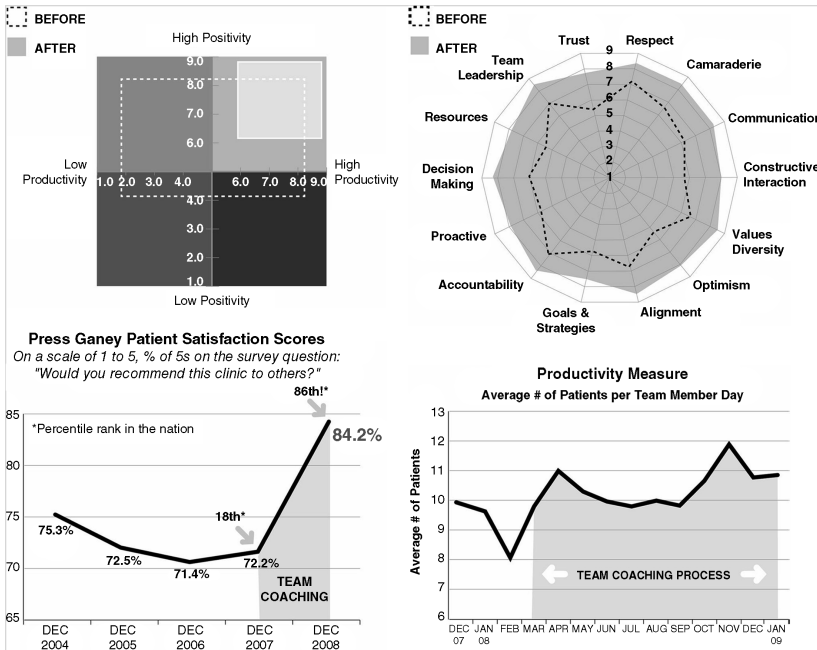 BEFORE
AFTER
High Positivity
9.0
8.0
7.0
6.0
Low
Productivity
1.0 2.0 3.0 4.0 6.0 7.0 8.0 9.0
High
Productivity
4.0
3.0
2.0
1.0
Low Positivity
BEFORE
AFTER
Trust
Respect
Team
Leadership
Camaraderie
Resources
Communication
Decision
Making
Constructive
Interaction
Proactive
Values
Diversity
Accountability
Optimism
Goals &
Strategies
Alignment
9
8
7
6
5
4
3
2
1
Press Ganey Patient Satisfaction Scores
On a scale of 1 to 5, % of 5s on the survey question:
"Would you recommend this clinic to others?"
86th!*
85
*Percentile rank in the nation
84.2%
80
18th*
75
75.3%
72.5%
71.4%
72.2%
70
TEAM
COACHING
65
DEC
2004
DEC
2005
DEC
2006
DEC
2007
DEC
2008
Productivity Measure
Average # of Patients per Team Member Day
Average # of Patients
13
12
11
10
9
8
7
6
TEAM COACHING PROCESS
DEC JAN FEB MAR APR MAY JUN JUL AUG SEP OCT NOV DEC JAN
07 08 09